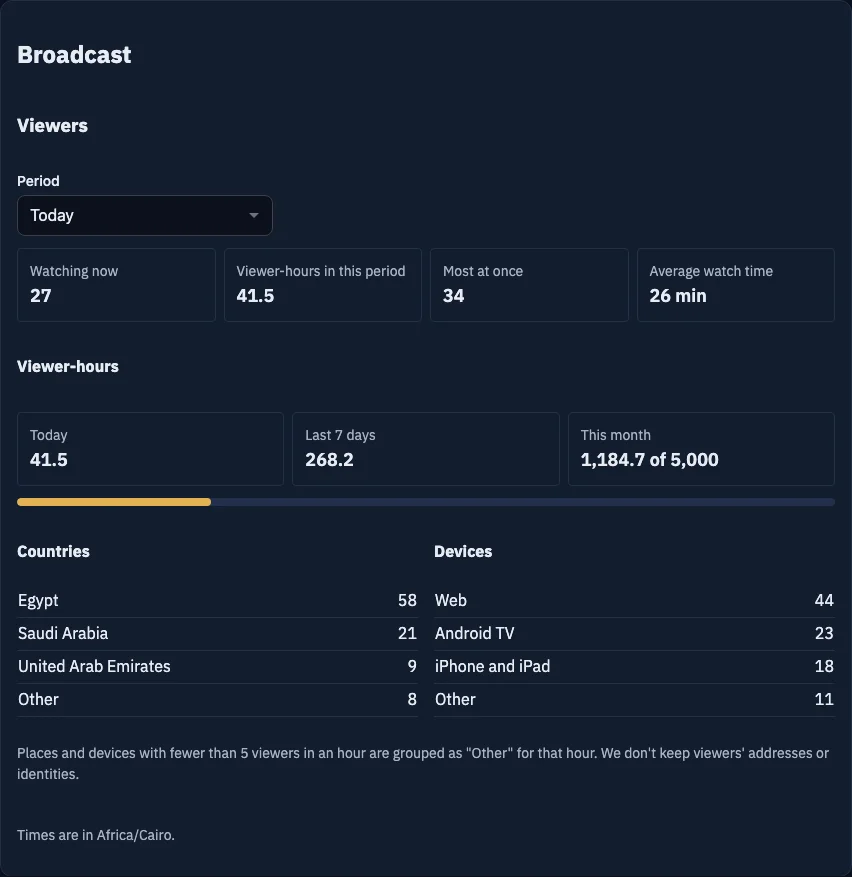 Broadcast
Viewers
Period
Today
Watching now
27
Viewer-hours in this period
41.5
Most at once
34
Average watch time
26 min
Viewer-hours
Today
41.5
Last 7 days
268.2
This month
1,184.7 of 5,000
Countries
Egypt 58
Saudi Arabia 21
United Arab Emirates 9
Other 8
Devices
Web 44
Android TV 23
iPhone and iPad 18
Other 11
Places and devices with fewer than 5 viewers in an hour are grouped as "Other" for that hour. We don't keep viewers' addresses or
identities.
Times are in Africa/Cairo.